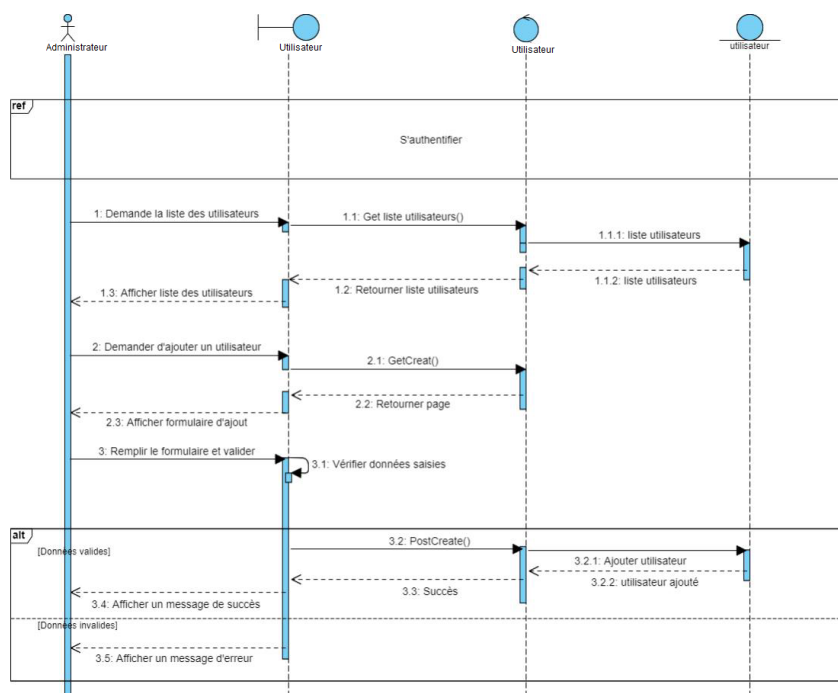 Administrateur
Utilisateur
Utilisateur
utilisateur
ref
S'authentifier
1: Demande la liste des utilisateurs
1.1: Get liste utilisateurs()
1.1.1: liste utilisateurs
1.1.2: liste utilisateurs
1.2: Retourner liste utilisateurs
1.3: Afficher liste des utilisateurs
2: Demander d'ajouter un utilisateur
2.1: GetCreat()
2.2: Retourner page
2.3: Afficher formulaire d'ajout
3: Remplir le formulaire et valider
3.1: Vérifier données saisies
alt
[Données valides]
3.2: PostCreate()
3.2.1: Ajouter utilisateur
3.2.2: utilisateur ajouté
3.3: Succès
3.4: Afficher un message de succès
[Données invalides]
3.5: Afficher un message d'erreur